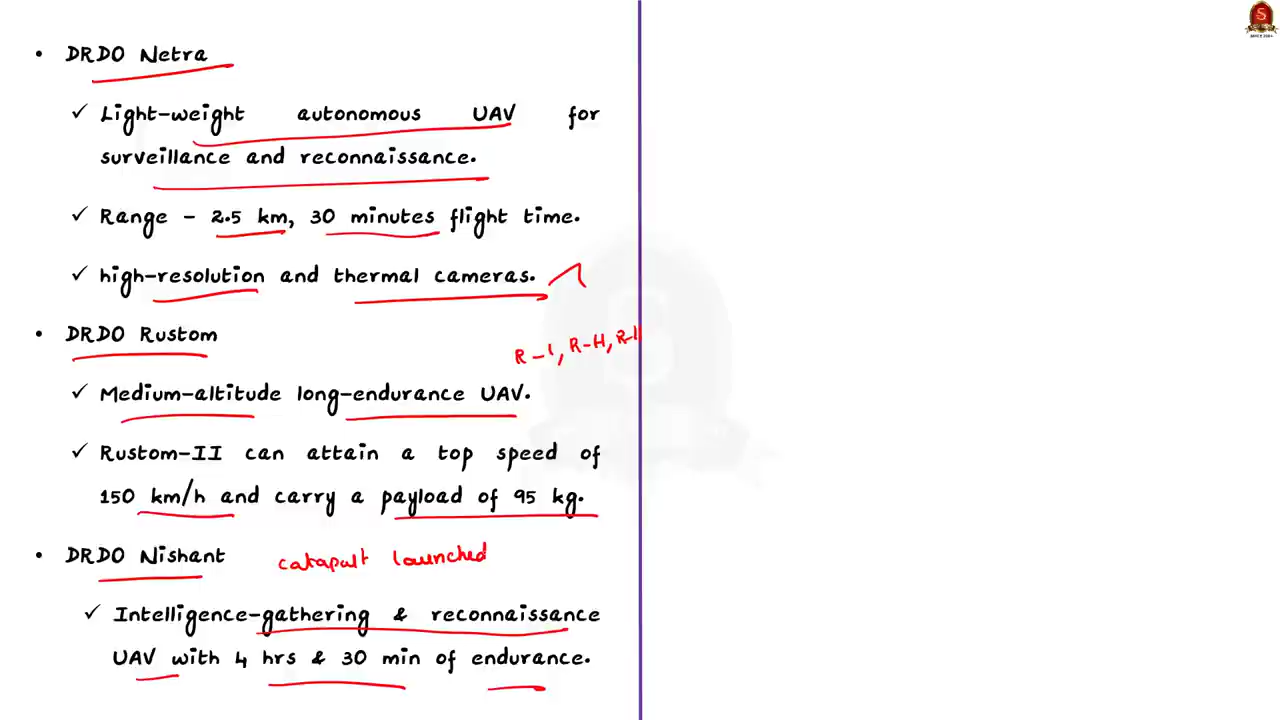 • DRDO Netra
✓ Light-weight autonomous UAV for
surveillance and reconnaissance.
✓ Range - 2.5 km, 30 minutes flight time.
✓ high-resolution and thermal cameras.
• DRDO Rustom
R-1, R-H, R-II
✓ Medium-altitude long-endurance UAV.
✓ Rustom-II can attain a top speed of
150 km/h and carry a payload of 95 kg.
• DRDO Nishant catapult launched
✓ Intelligence-gathering & reconnaissance
UAV with 4 hrs & 30 min of endurance.